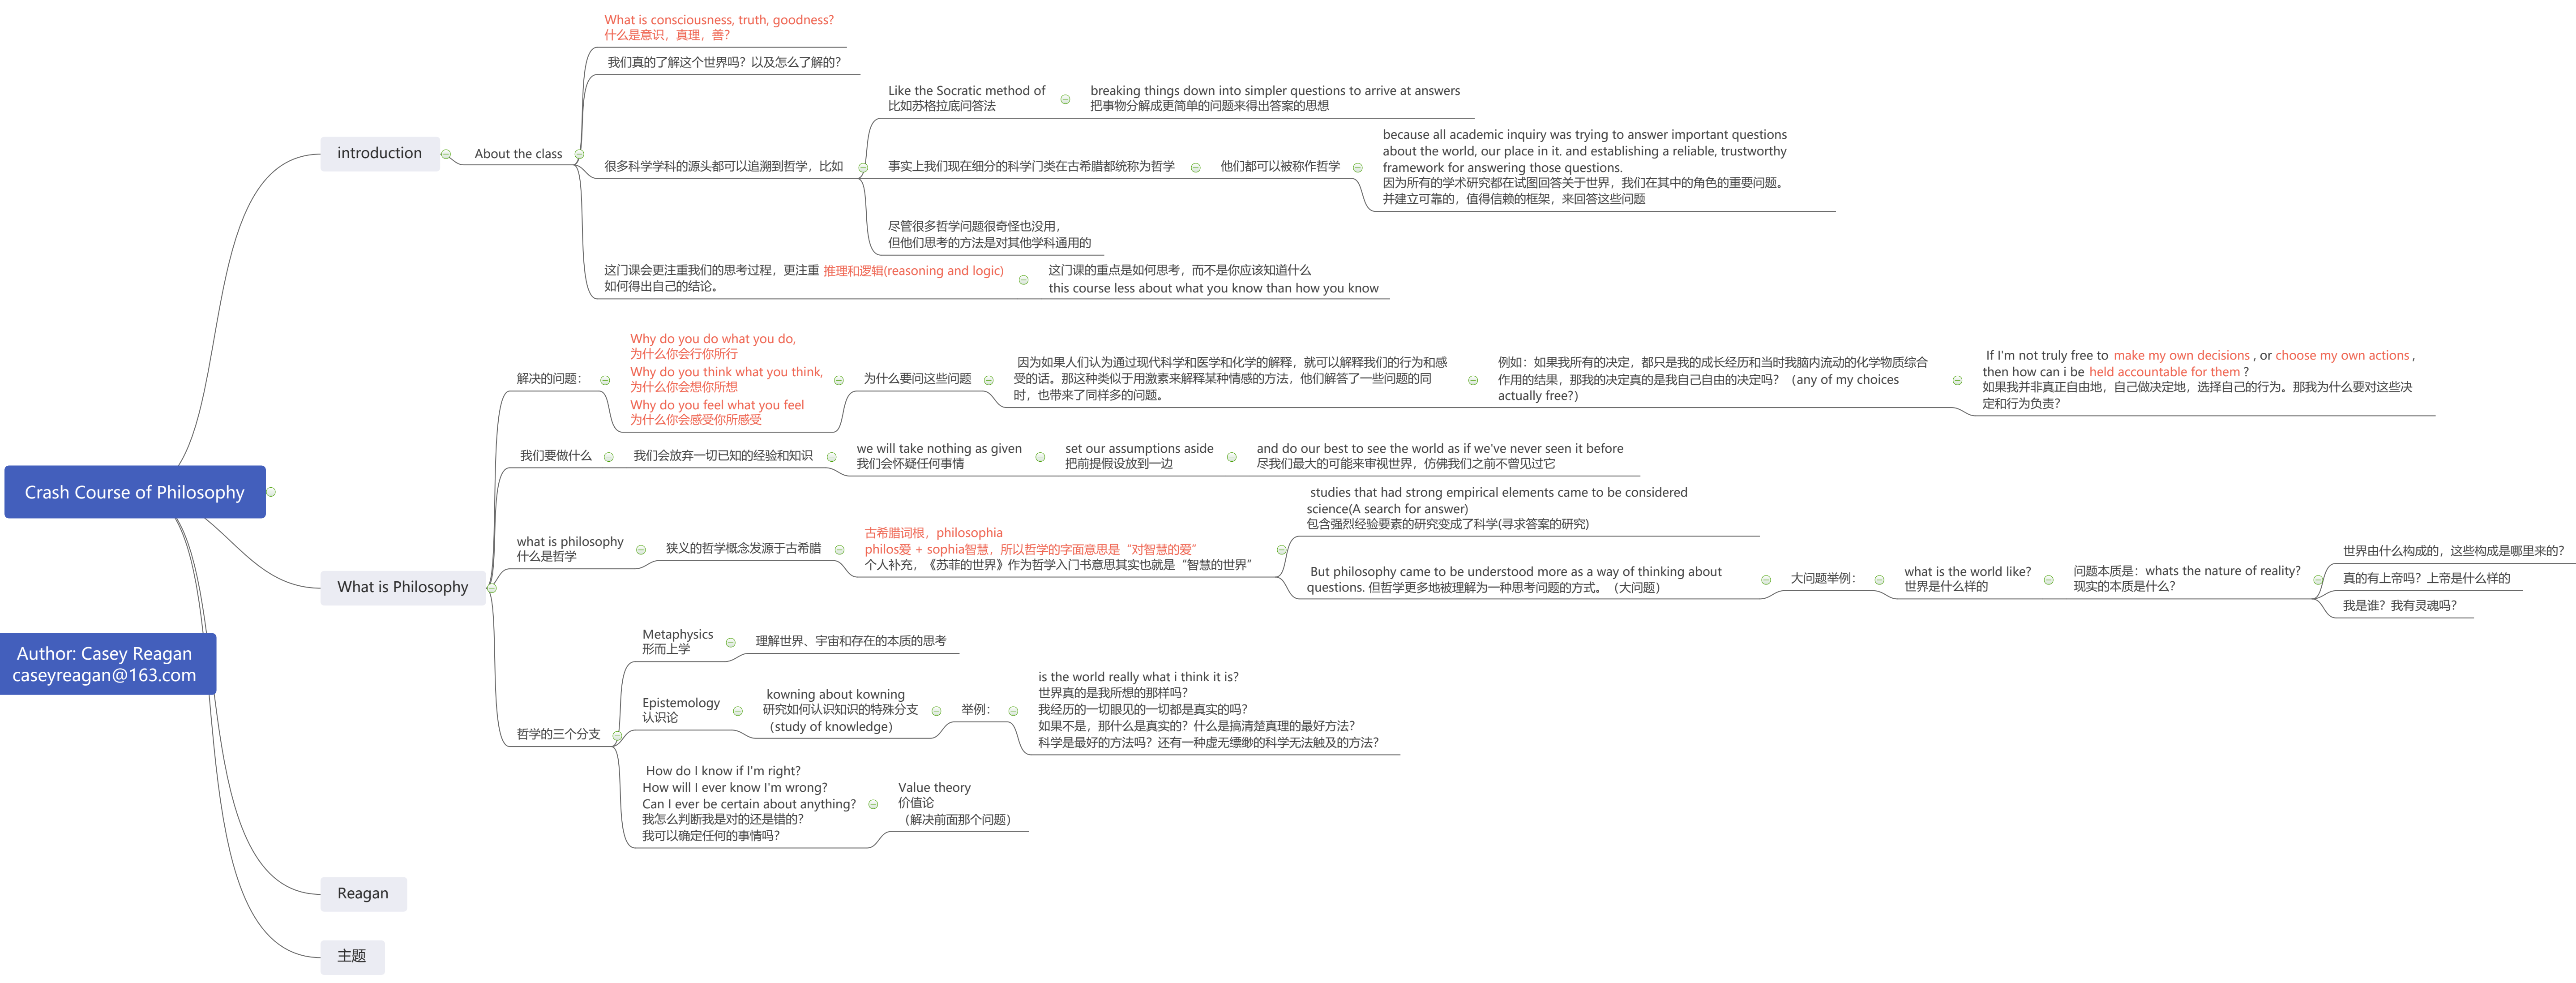 Crash Course of Philosophy
Author: Casey Reagan
caseyreagan@163.com
introduction
About the class
What is consciousness, truth, goodness?
什么是意识，真理，善？
我们真的了解这个世界吗？以及怎么了解的？
很多科学学科的源头都可以追溯到哲学，比如
Like the Socratic method of
比如苏格拉底问答法
breaking things down into simpler questions to arrive at answers
把事物分解成更简单的问题来得出答案的思想
事实上我们现在细分的科学门类在古希腊都统称为哲学
他们都可以被称作哲学
because all academic inquiry was trying to answer important questions
about the world, our place in it. and establishing a reliable, trustworthy
framework for answering those questions.
因为所有的学术研究都在试图回答关于世界，我们在其中的角色的重要问题。
并建立可靠的，值得信赖的框架，来回答这些问题
尽管很多哲学问题很奇怪也没用，
但他们思考的方法是对其他学科通用的
这门课会更注重我们的思考过程，更注重 推理和逻辑(reasoning and logic)
如何得出自己的结论。
这门课的重点是如何思考，而不是你应该知道什么
this course less about what you know than how you know
What is Philosophy
解决的问题：
Why do you do what you do,
为什么你会行你所行
Why do you think what you think,
为什么你会想你所想
Why do you feel what you feel
为什么你会感受你所感受
为什么要问这些问题
因为如果人们认为通过现代科学和医学和化学的解释，就可以解释我们的行为和感
受的话。那这种类似于用激素来解释某种情感的方法，他们解答了一些问题的同
时，也带来了同样多的问题。
例如：如果我所有的决定，都只是我的成长经历和当时我脑内流动的化学物质综合
作用的结果，那我的决定真的是我自己自由的决定吗？（any of my choices
actually free?）
If I'm not truly free to make my own decisions , or choose my own actions ,
then how can i be held accountable for them ?
如果我并非真正自由地，自己做决定地，选择自己的行为。那我为什么要对这些决
定和行为负责？
我们要做什么
我们会放弃一切已知的经验和知识
we will take nothing as given
我们会怀疑任何事情
set our assumptions aside
把前提假设放到一边
and do our best to see the world as if we've never seen it before
尽我们最大的可能来审视世界，仿佛我们之前不曾见过它
what is philosophy
什么是哲学
狭义的哲学概念发源于古希腊
古希腊词根，philosophia
philos爱 + sophia智慧，所以哲学的字面意思是“对智慧的爱”
个人补充，《苏菲的世界》作为哲学入门书意思其实也就是“智慧的世界”
studies that had strong empirical elements came to be considered
science(A search for answer)
包含强烈经验要素的研究变成了科学(寻求答案的研究)
But philosophy came to be understood more as a way of thinking about
questions. 但哲学更多地被理解为一种思考问题的方式。（大问题）
大问题举例：
what is the world like?
世界是什么样的
问题本质是：whats the nature of reality?
现实的本质是什么？
世界由什么构成的，这些构成是哪里来的？
真的有上帝吗？上帝是什么样的
我是谁？我有灵魂吗？
哲学的三个分支
Metaphysics
形而上学
理解世界、宇宙和存在的本质的思考
Epistemology
认识论
kowning about kowning
研究如何认识知识的特殊分支
（study of knowledge）
举例：
is the world really what i think it is?
世界真的是我所想的那样吗？
我经历的一切眼见的一切都是真实的吗？
如果不是，那什么是真实的？什么是搞清楚真理的最好方法？
科学是最好的方法吗？还有一种虚无缥缈的科学无法触及的方法？
How do I know if I'm right?
How will I ever know I'm wrong?
Can I ever be certain about anything?
我怎么判断我是对的还是错的？
我可以确定任何的事情吗？
Value theory
价值论
（解决前面那个问题）
Reagan
主题